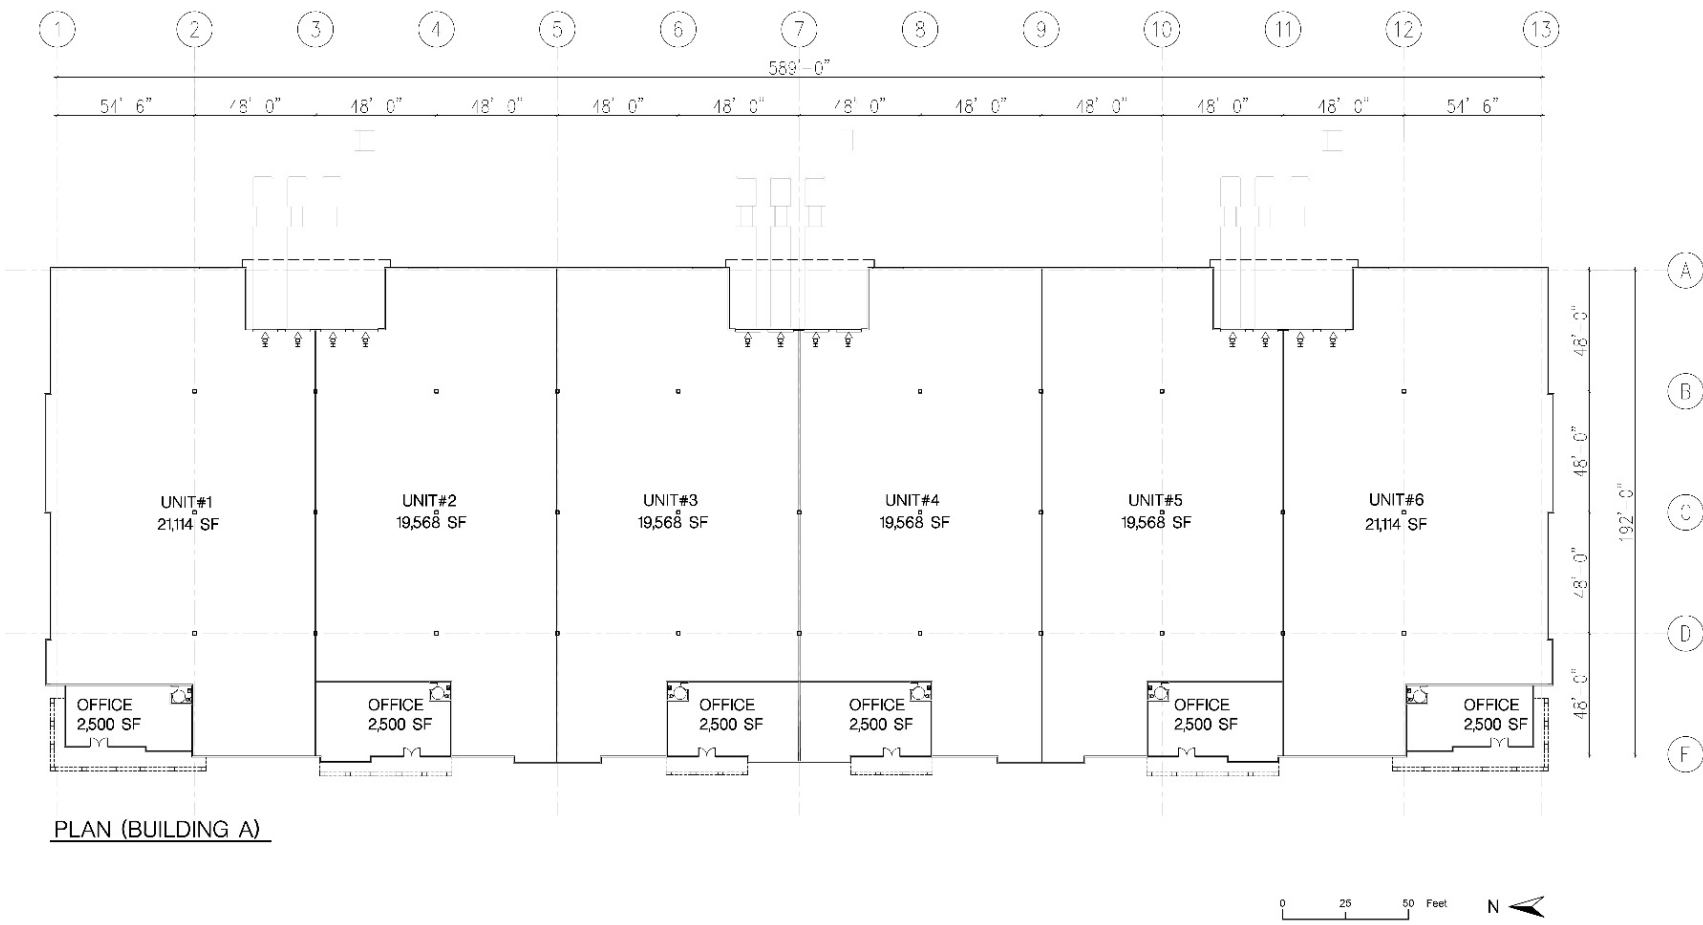 1 2 3 4 5 6 7 8 9 10 11 12 13
589'-0"
54' 6" 48' 0" 48' 0" 48' 0" 48' 0" 48' 0" 48' 0" 48' 0" 48' 0" 48' 0" 48' 0" 54' 6"
A
48'-0"
B
48'-0"
UNIT#1 UNIT#2 UNIT#3 UNIT#4 UNIT#5 UNIT#6
21,114 SF 19,568 SF 19,568 SF 19,568 SF 19,568 SF 21,114 SF
C
192'-0"
48'-0"
D
48'-0"
OFFICE OFFICE OFFICE OFFICE OFFICE OFFICE
2,500 SF 2,500 SF 2,500 SF 2,500 SF 2,500 SF 2,500 SF
F
PLAN (BUILDING A)
0 25 50 Feet N